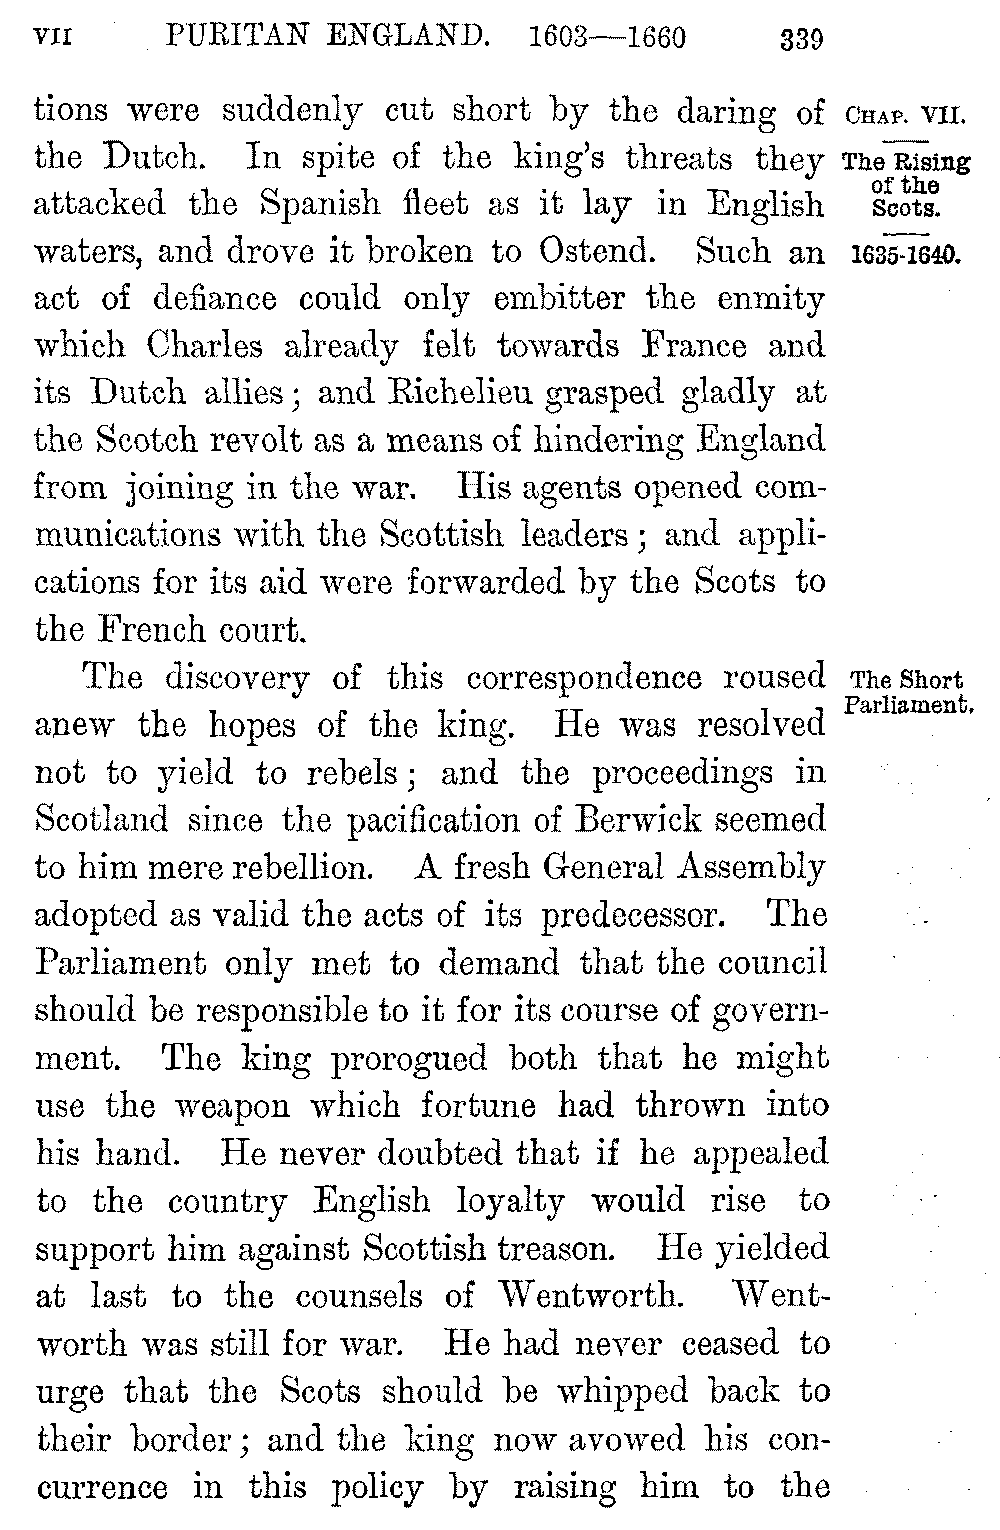 VII PURITAN ENGLAND. 1603—1660 339
tions were suddenly cut short by the daring of
the Dutch. In spite of the king's threats they
attacked the Spanish fleet as it lay in English
waters, and drove it broken to Ostend. Such an
act of defiance could only embitter the enmity
which Charles already felt towards France and
its Dutch allies; and Richelieu grasped gladly at
the Scotch revolt as a means of hindering England
from joining in the war. His agents opened com-
munications with the Scottish leaders; and appli-
cations for its aid were forwarded by the Scots to
the French court.
CHAP. VII.
The Rising
of the
Scots.
1635-1640.
The discovery of this correspondence roused
anew the hopes of the king. He was resolved
not to yield to rebels; and the proceedings in
Scotland since the pacification of Berwick seemed
to him mere rebellion. A fresh General Assembly
adopted as valid the acts of its predecessor. The
Parliament only met to demand that the council
should be responsible to it for its course of govern-
ment. The king prorogued both that he might
use the weapon which fortune had thrown into
his hand. He never doubted that if he appealed
to the country English loyalty would rise to
support him against Scottish treason. He yielded
at last to the counsels of Wentworth. Went-
worth was still for war. He had never ceased to
urge that the Scots should be whipped back to
their border; and the king now avowed his con-
currence in this policy by raising him to the
The Short
Parliament.